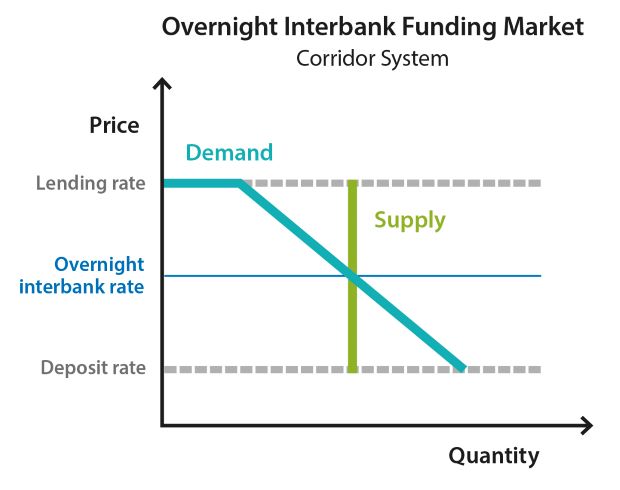 Overnight Interbank Funding Market
Corridor System
Price
Demand
Lending rate
Supply
Overnight
interbank rate
Deposit rate
Quantity